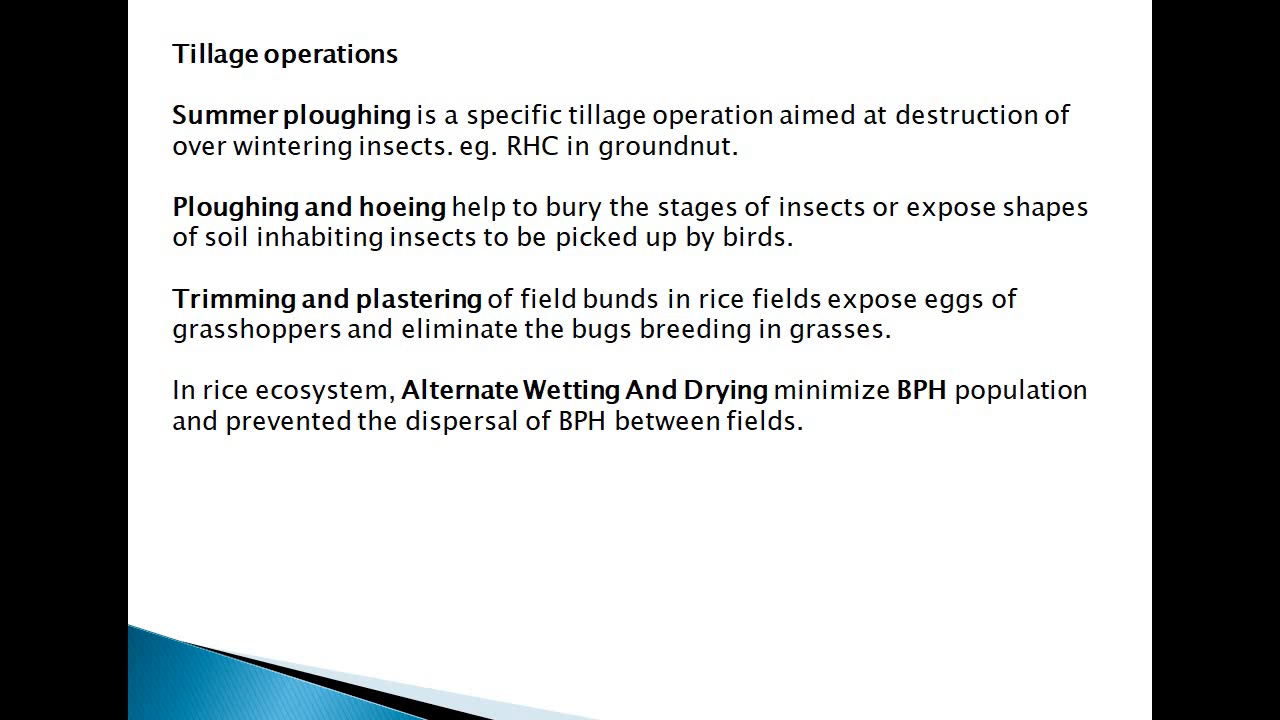 Tillage operations
Summer ploughing is a specific tillage operation aimed at destruction of
over wintering insects. eg. RHC in groundnut.
Ploughing and hoeing help to bury the stages of insects or expose shapes
of soil inhabiting insects to be picked up by birds.
Trimming and plastering of field bunds in rice fields expose eggs of
grasshoppers and eliminate the bugs breeding in grasses.
In rice ecosystem, Alternate Wetting And Drying minimize BPH population
and prevented the dispersal of BPH between fields.